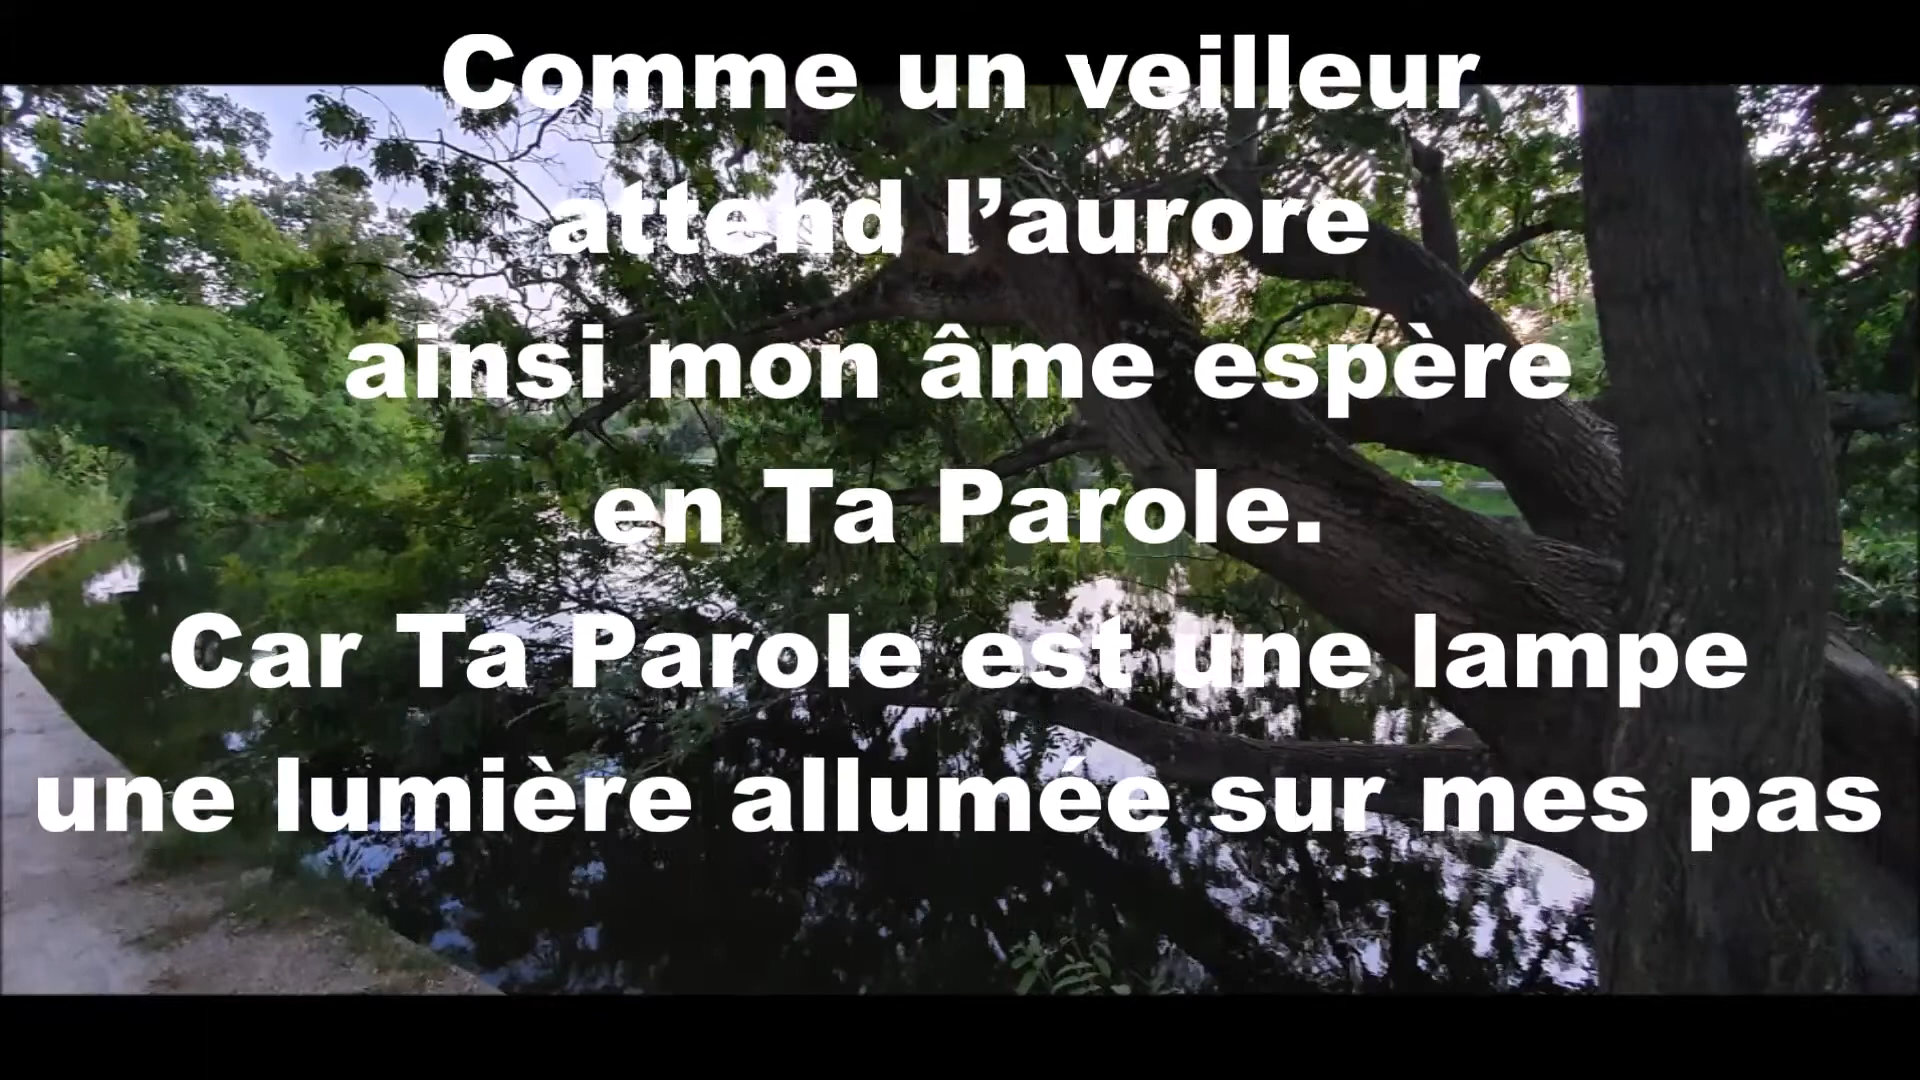 Comme un veilleur
attend l’aurore
ainsi mon âme espère
en Ta Parole.
Car Ta Parole est une lampe
une lumière allumée sur mes pas